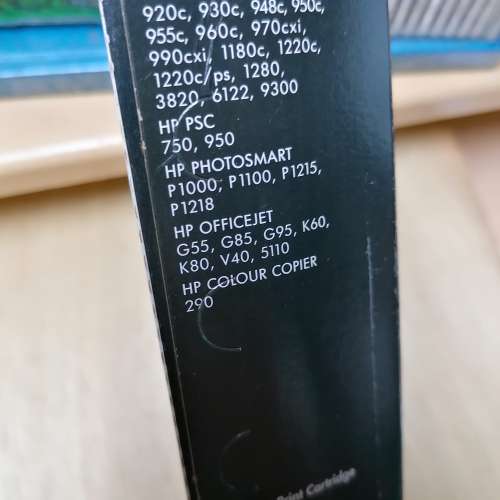 920c, 930c, 948c, 950c,
955c, 960c, 970cxi,
990cxi, 1180c, 1220c,
1220c/ps, 1280,
3820, 6122, 9300
HP PSC
750, 950
HP PHOTOSMART
P1000, P1100, P1215,
P1218
HP OFFICEJET
G55, G85, G95, K60,
K80, V40, 5110
HP COLOUR COPIER
290
Print Cartridge